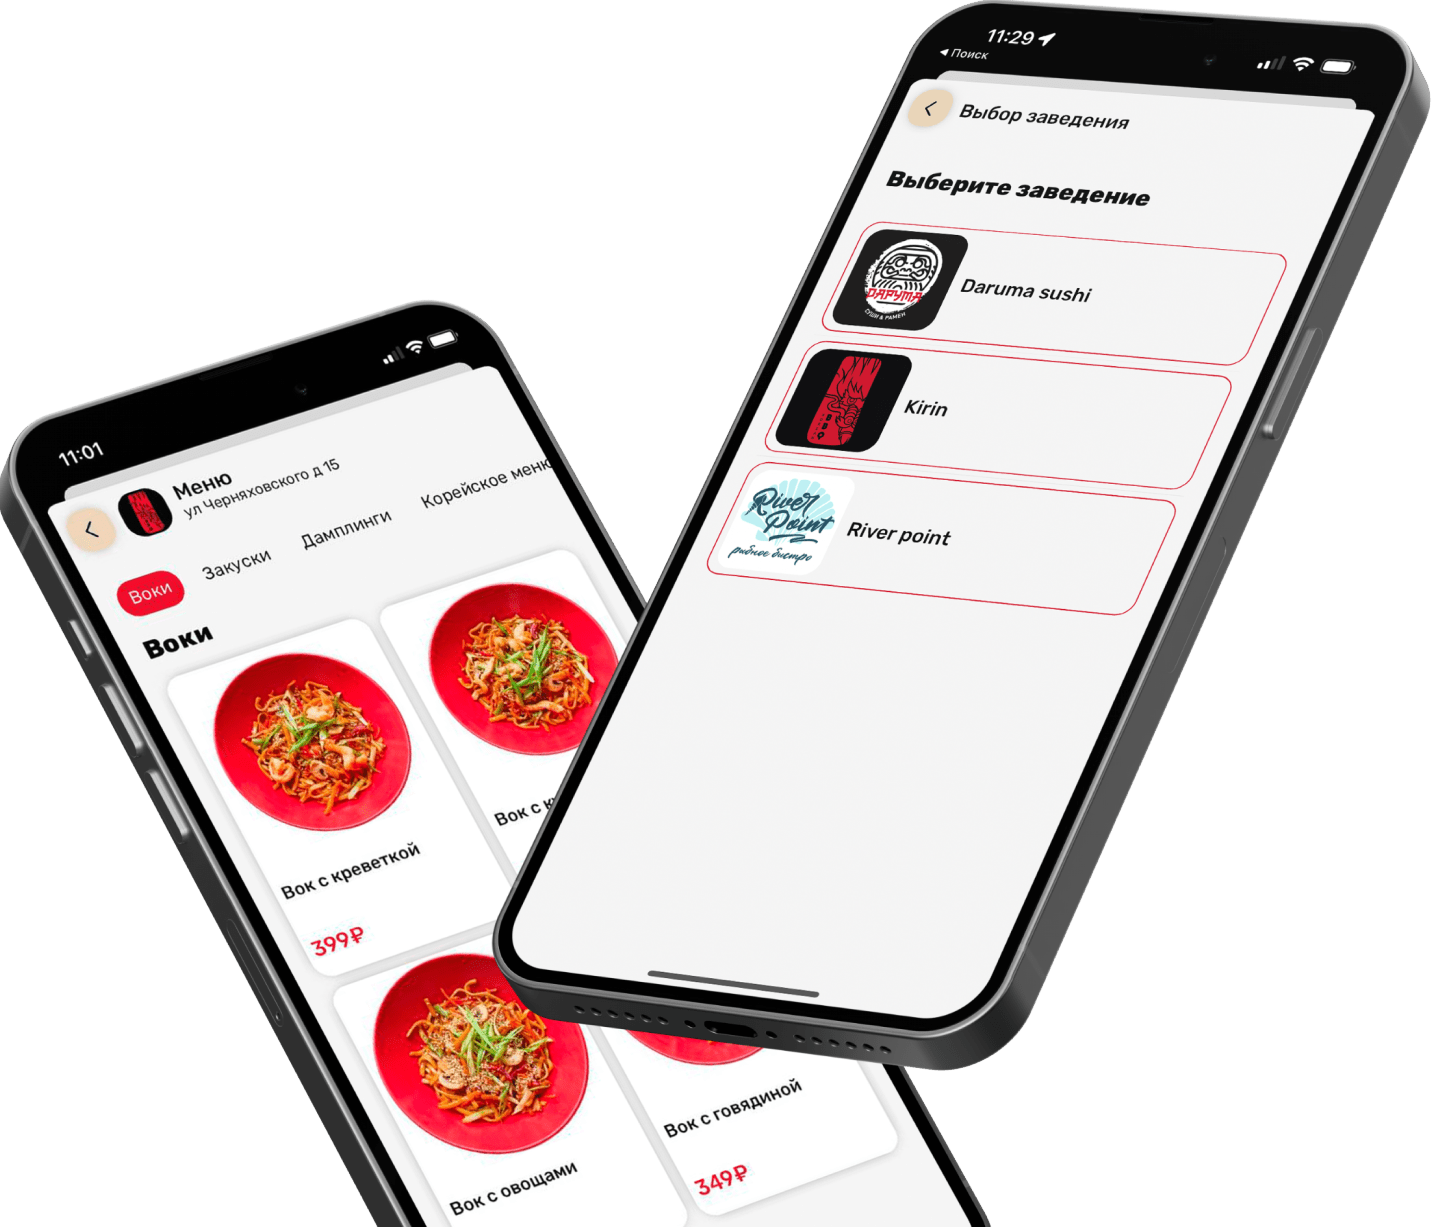 11:29
Поиск
Выбор заведения
Выберите заведение
ДАРУМА
СУШИ & РАМЕН
Daruma sushi
Kirin
River
Point
рибное бистро
River point
11:01
Меню
ул Черняховского д 15
Воки
Закуски
Дамплинги
Корейское меню
Воки
Вок с креветкой
399₽
Вок с
Вок с овощами
Вок с говядиной
349₽